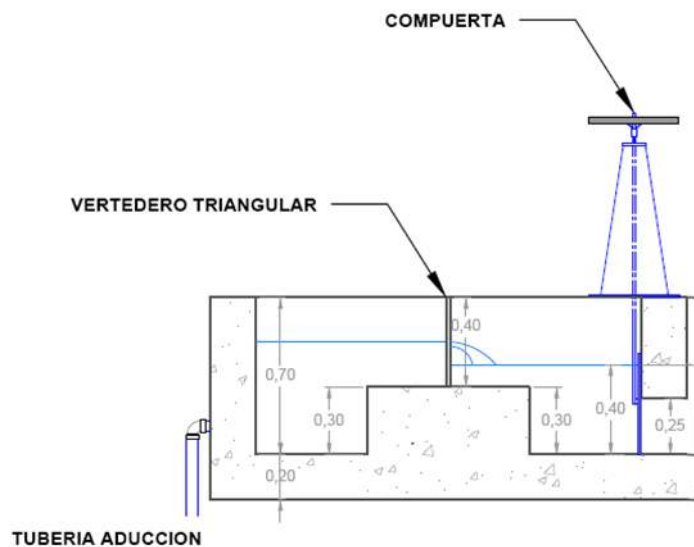 COMPUERTA
VERTEDERO TRIANGULAR
0,40
0,70
0,30
0,30
0,40
0,25
0,20
TUBERIA ADUCCION